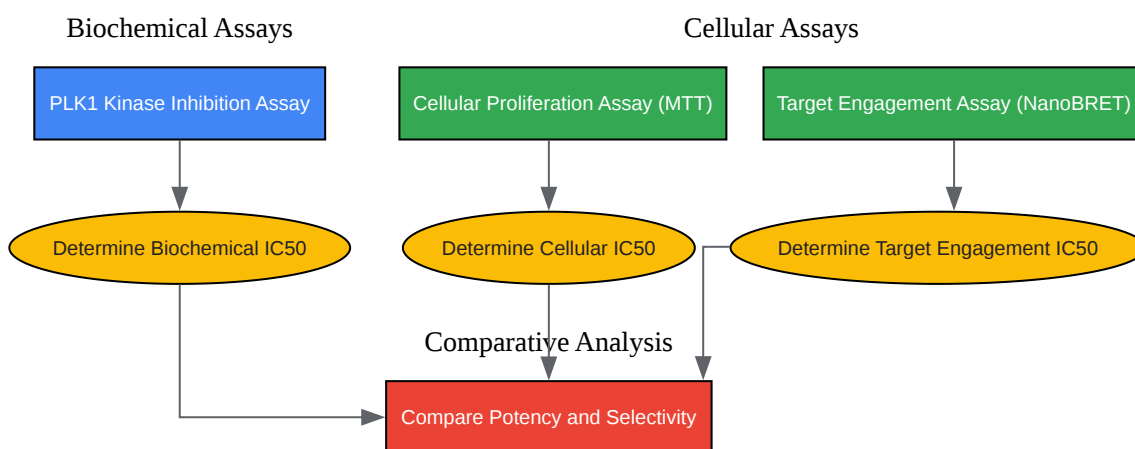 Biochemical Assays
Cellular Assays
PLK1 Kinase Inhibition Assay
Cellular Proliferation Assay (MTT)
Target Engagement Assay (NanoBRET)
Determine Biochemical IC50
Determine Cellular IC50
Determine Target Engagement IC50
Comparative Analysis
Compare Potency and Selectivity